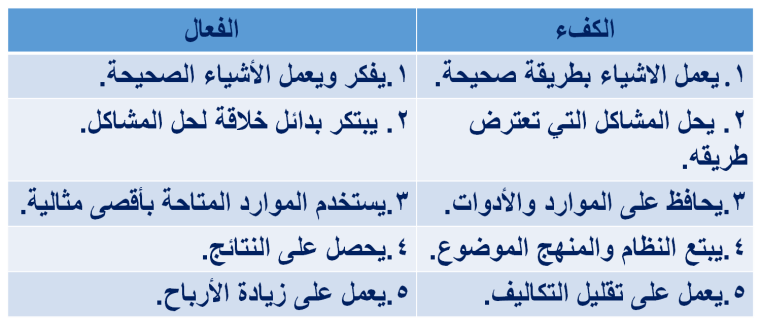 الكفء
الفعال
١. يعمل الاشياء بطريقة صحيحة.
١.يفكر ويعمل الأشياء الصحيحة.
٢. يحل المشاكل التي تعترض
طريقه.
٢. يبتكر بدائل خلاقة لحل المشاكل.
٣.يحافظ على الموارد والأدوات.
٣.يستخدم الموارد المتاحة بأقصى مثالية.
٤.يبتع النظام والمنهج الموضوع.
٤.يحصل على النتائج.
٥.يعمل على تقليل التكاليف.
٥.يعمل على زيادة الأرباح.